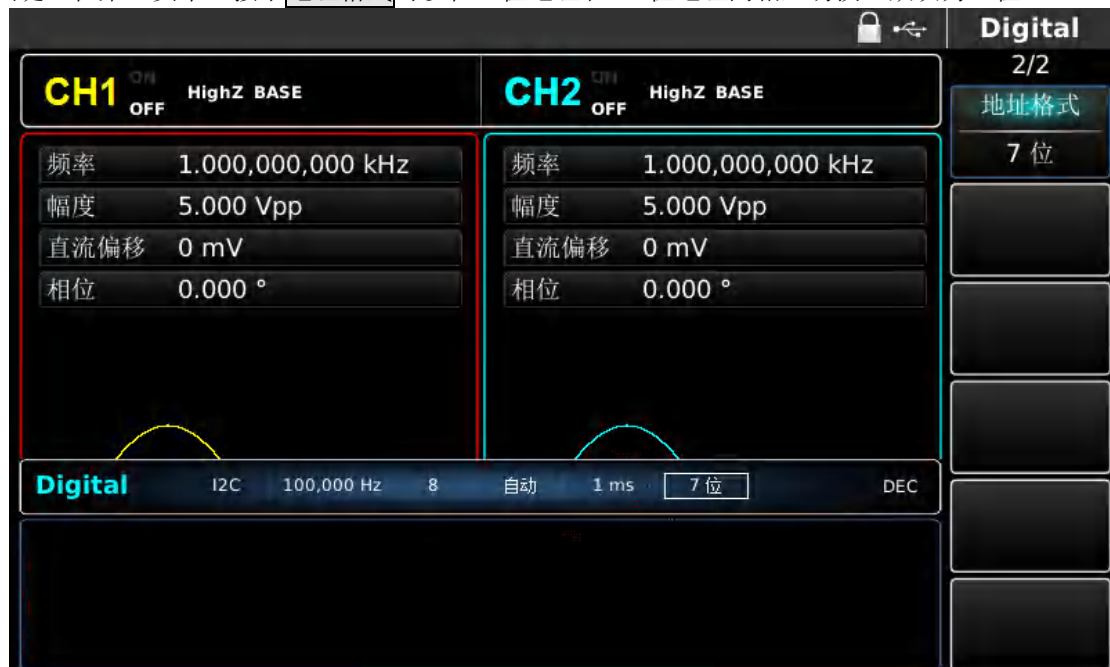 Digital
2/2
CH1 ON OFF HighZ BASE
CH2 ON OFF HighZ BASE
地址格式
7 位
频率 1.000,000,000 kHz
幅度 5.000 Vpp
直流偏移 0 mV
相位 0.000 °
频率 1.000,000,000 kHz
幅度 5.000 Vpp
直流偏移 0 mV
相位 0.000 °
Digital I2C 100,000 Hz 8 自动 1 ms 7 位 DEC